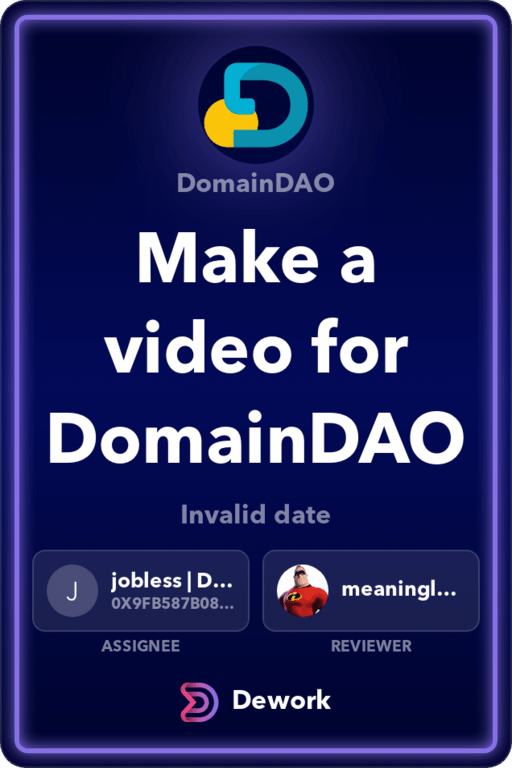 DomainDAO
Make a
video for
DomainDAO
Invalid date
J
jobless | D...
0X9FB587B08...
meaningl...
ASSIGNEE
REVIEWER
Dework